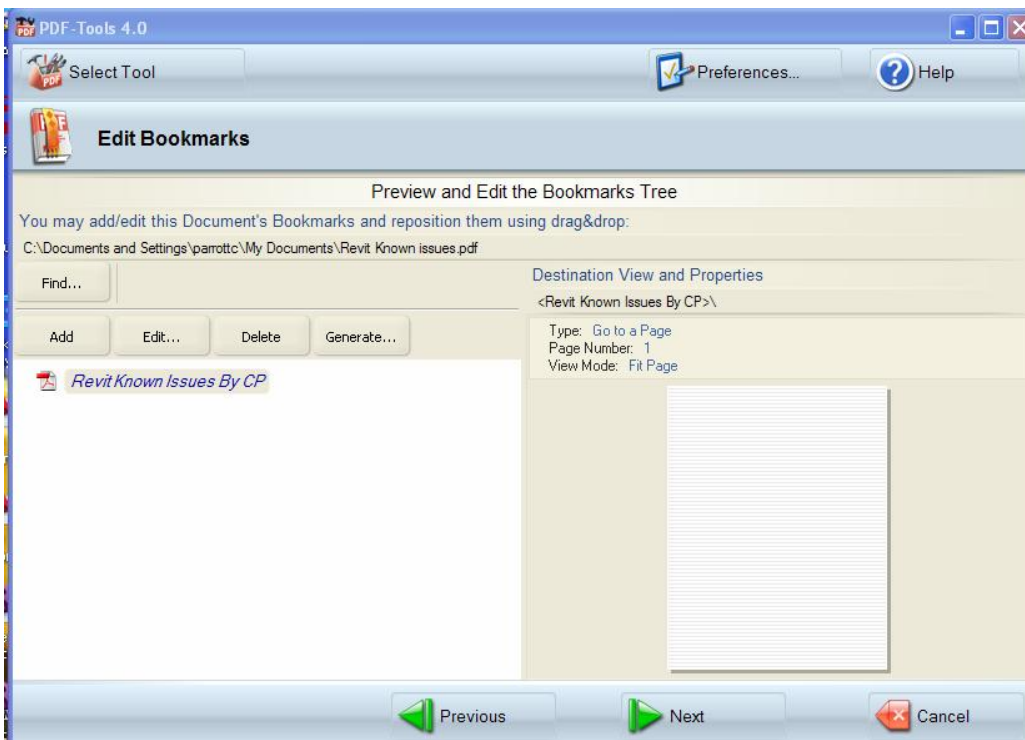 PDF-Tools 4.0
Select Tool
Preferences...
Help
Edit Bookmarks
Preview and Edit the Bookmarks Tree
You may add/edit this Document's Bookmarks and reposition them using drag&drop:
C:\Documents and Settings\parrottc\My Documents\Revit Known issues.pdf
Find...
Add
Edit...
Delete
Generate...
Revit Known Issues By CP
Destination View and Properties
<Revit Known Issues By CP>\
Type: Go to a Page
Page Number: 1
View Mode: Fit Page
Previous
Next
Cancel